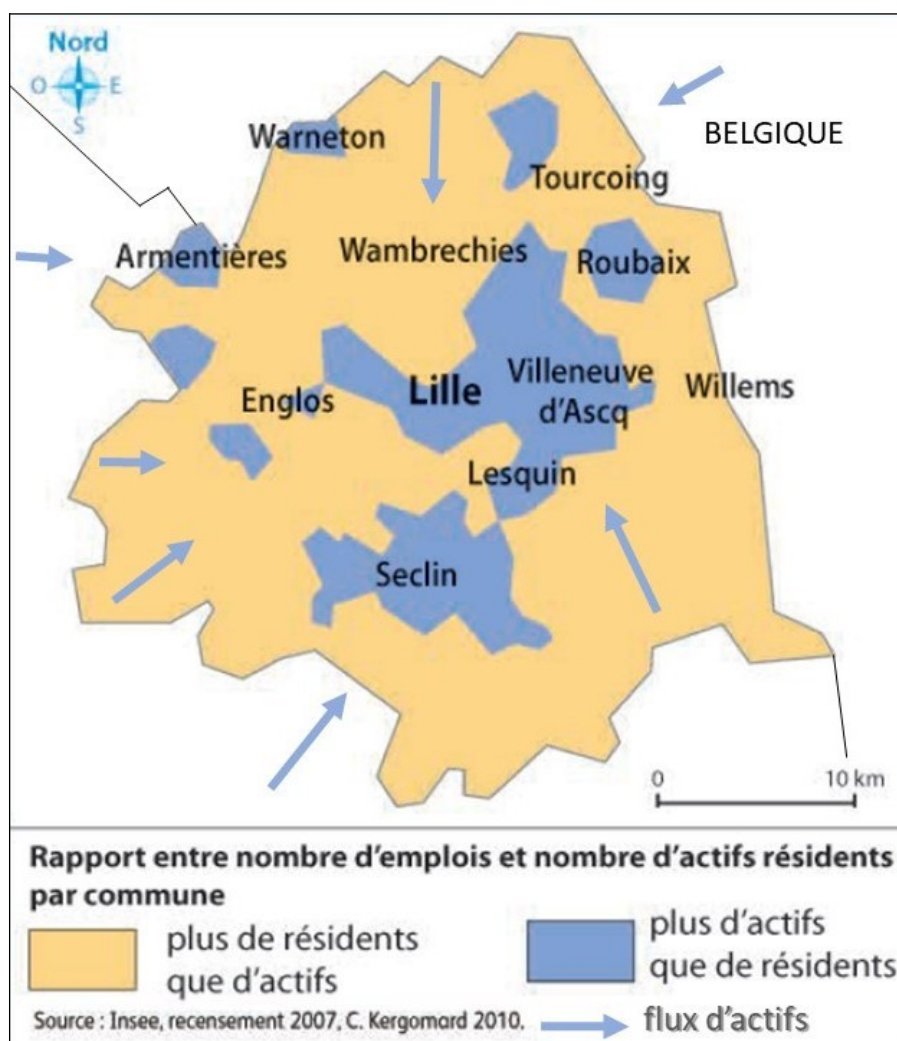 Nord
O E
S
BELGIQUE
Warneton
Tourcoing
Armentières
Wambrechies
Roubaix
Englos
Lille
Villeneuve
d'Ascq
Willems
Lesquin
Seclin
0 10 km
Rapport entre nombre d'emplois et nombre d'actifs résidents
par commune
plus de résidents
que d'actifs
plus d'actifs
que de résidents
Source : Insee, recensement 2007, C. Kergomard 2010.
flux d'actifs